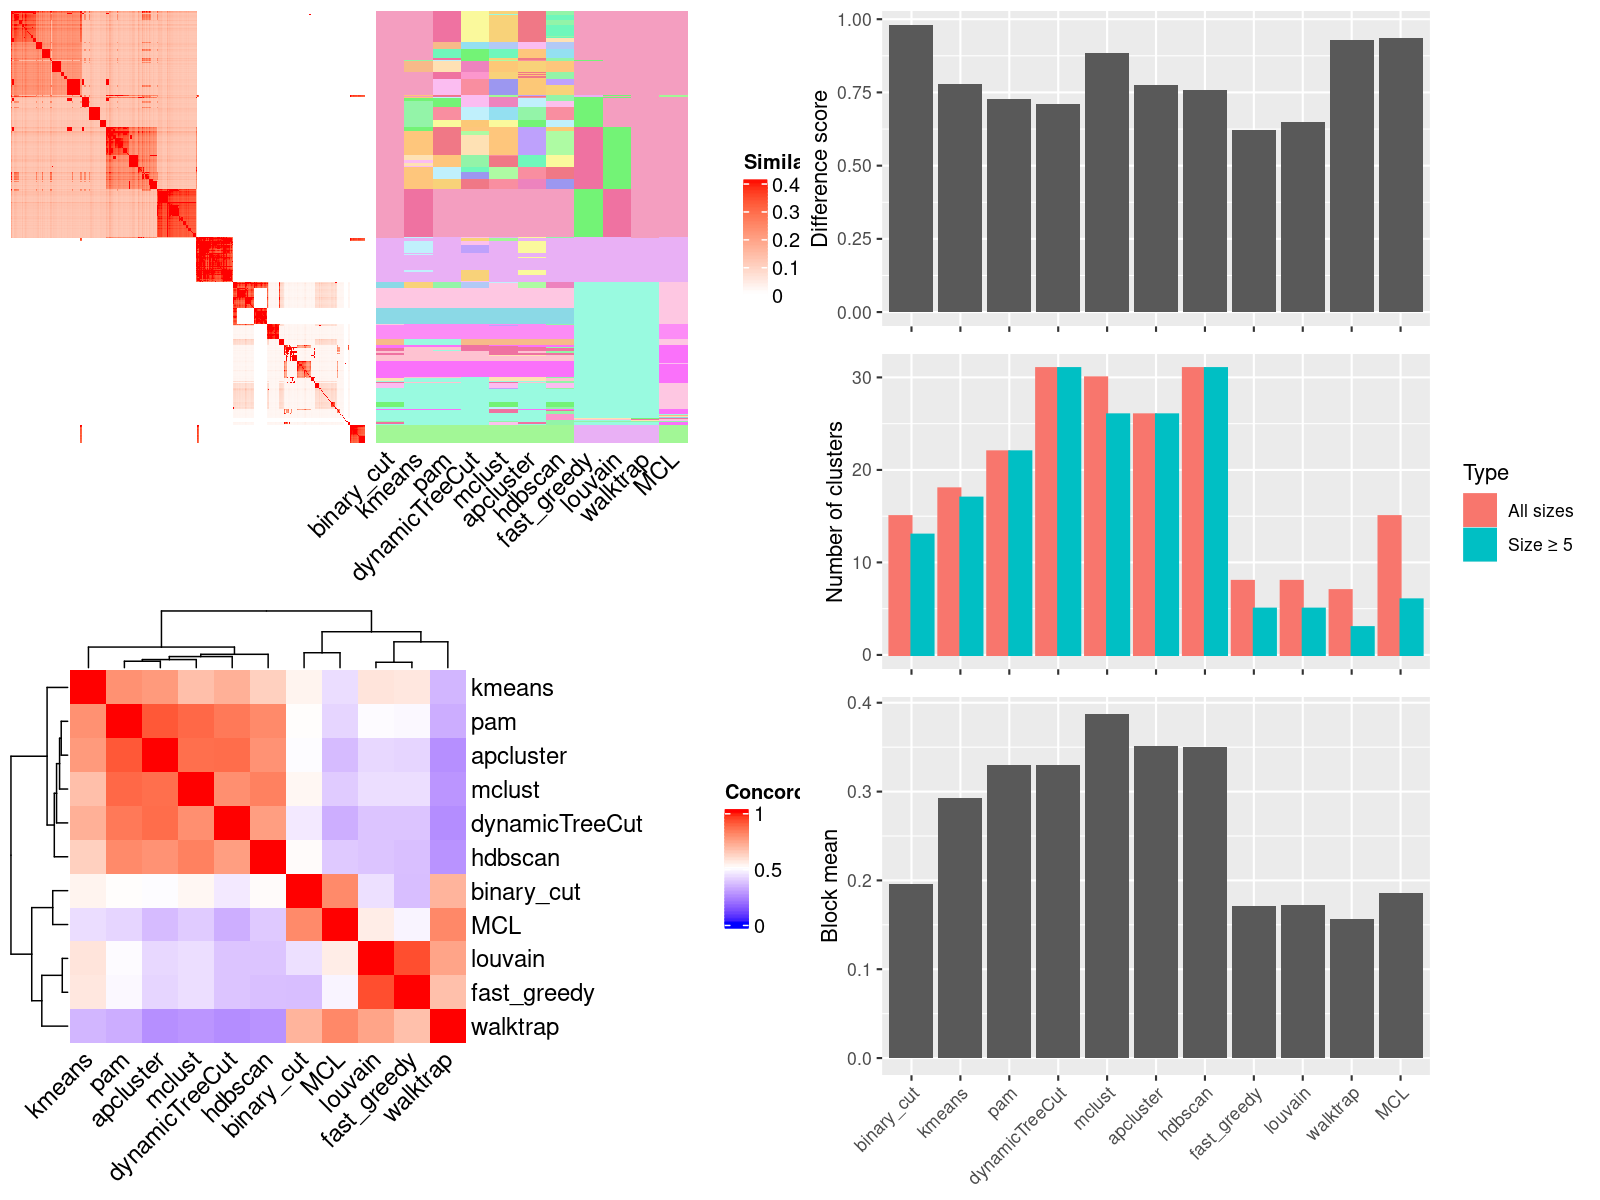 Simila
0.4
0.3
0.2
0.1
0
binary_cut
kmeans
pam
dynamicTreeCut
mclust
apcluster
hdbscan
fast_greedy
louvain
walktrap
MCL
kmeans
pam
apcluster
mclust
dynamicTreeCut
hdbscan
binary_cut
MCL
louvain
fast_greedy
walktrap
kmeans
pam
apcluster
mclust
dynamicTreeCut
hdbscan
binary_cut
MCL
louvain
fast_greedy
walktrap
Concord
1
0.5
0
Difference score
1.00
0.75
0.50
0.25
0.00
Number of clusters
30
20
10
0
Type
All sizes
Size ≥ 5
Block mean
0.4
0.3
0.2
0.1
0.0
binary_cut
kmeans
pam
dynamicTreeCut
mclust
apcluster
hdbscan
fast_greedy
louvain
walktrap
MCL